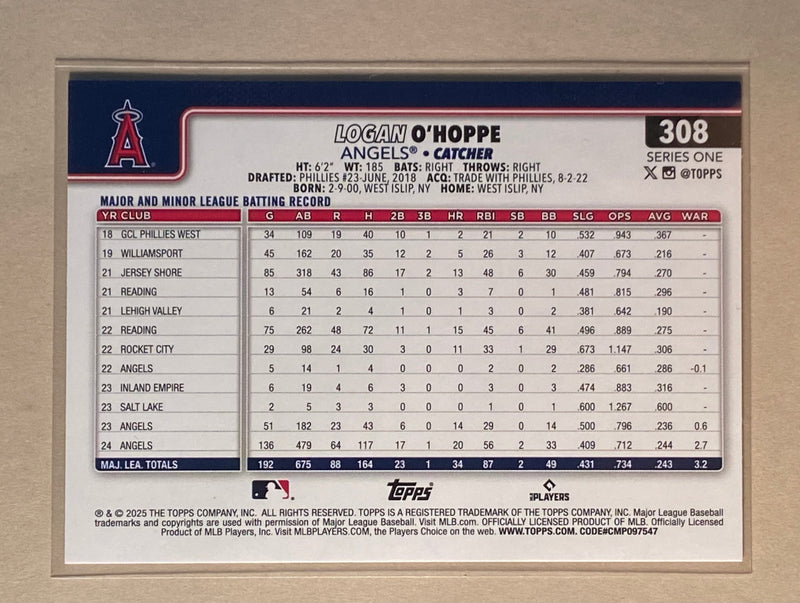 A
308
LOGAN O'HOPPE
SERIES ONE
ANGELS® • CATCHER
@TOPPS
HT: 6'2" WT: 185 BATS: RIGHT THROWS: RIGHT
DRAFTED: PHILLIES #23-JUNE, 2018 ACQ: TRADE WITH PHILLIES, 8-2-22
BORN: 2-9-00, WEST ISLIP, NY HOME: WEST ISLIP, NY
MAJOR AND MINOR LEAGUE BATTING RECORD
YR CLUB G AB R H 2B 3B HR RBI SB BB SLG OPS AVG WAR
18 GCL PHILLIES WEST 34 109 19 40 10 1 2 21 2 10 .532 .943 .367 -
19 WILLIAMSPORT 45 162 20 35 12 2 5 26 3 12 .407 .673 .216 -
21 JERSEY SHORE 85 318 43 86 17 2 13 48 6 30 .459 .794 .270 -
21 READING 13 54 6 16 1 0 3 7 0 1 .481 .815 .296 -
21 LEHIGH VALLEY 6 21 2 4 1 0 1 3 0 2 .381 .642 .190 -
22 READING 75 262 48 72 11 1 15 45 6 41 .496 .889 .275 -
22 ROCKET CITY 29 98 24 30 3 0 11 33 1 29 .673 1.147 .306 -
22 ANGELS 5 14 1 4 0 0 0 2 0 2 .286 .661 .286 -0.1
23 INLAND EMPIRE 6 19 4 6 3 0 0 3 0 3 .474 .883 .316 -
23 SALT LAKE 2 5 3 3 0 0 0 1 0 1 .600 1.267 .600 -
23 ANGELS 51 182 23 43 6 0 14 29 0 14 .500 .796 .236 0.6
24 ANGELS 136 479 64 117 17 1 20 56 2 33 .409 .712 .244 2.7
MAJ. LEA. TOTALS 192 675 88 164 23 1 34 87 2 49 .431 .734 .243 3.2
topps PLAYERS
® & © 2025 THE TOPPS COMPANY, INC. ALL RIGHTS RESERVED. TOPPS IS A REGISTERED TRADEMARK OF THE TOPPS COMPANY, INC. Major League Baseball
trademarks and copyrights are used with permission of Major League Baseball. Visit MLB.com. OFFICIALLY LICENSED PRODUCT OF MLB. Officially Licensed
Product of MLB Players, Inc. Visit MLBPLAYERS.COM, the Players Choice on the web. WWW.TOPPS.COM. CODE#CMP097547